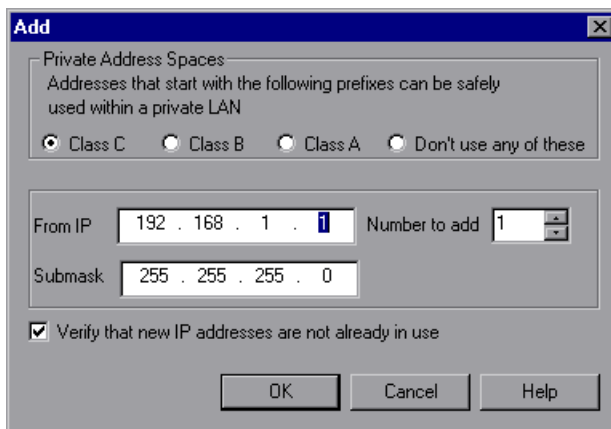 Add
Private Address Spaces
Addresses that start with the following prefixes can be safely
used within a private LAN
Class C Class B Class A Don't use any of these
From IP 192 . 168 . 1 . 1 Number to add 1
Submask 255 . 255 . 255 . 0
Verify that new IP addresses are not already in use
OK Cancel Help